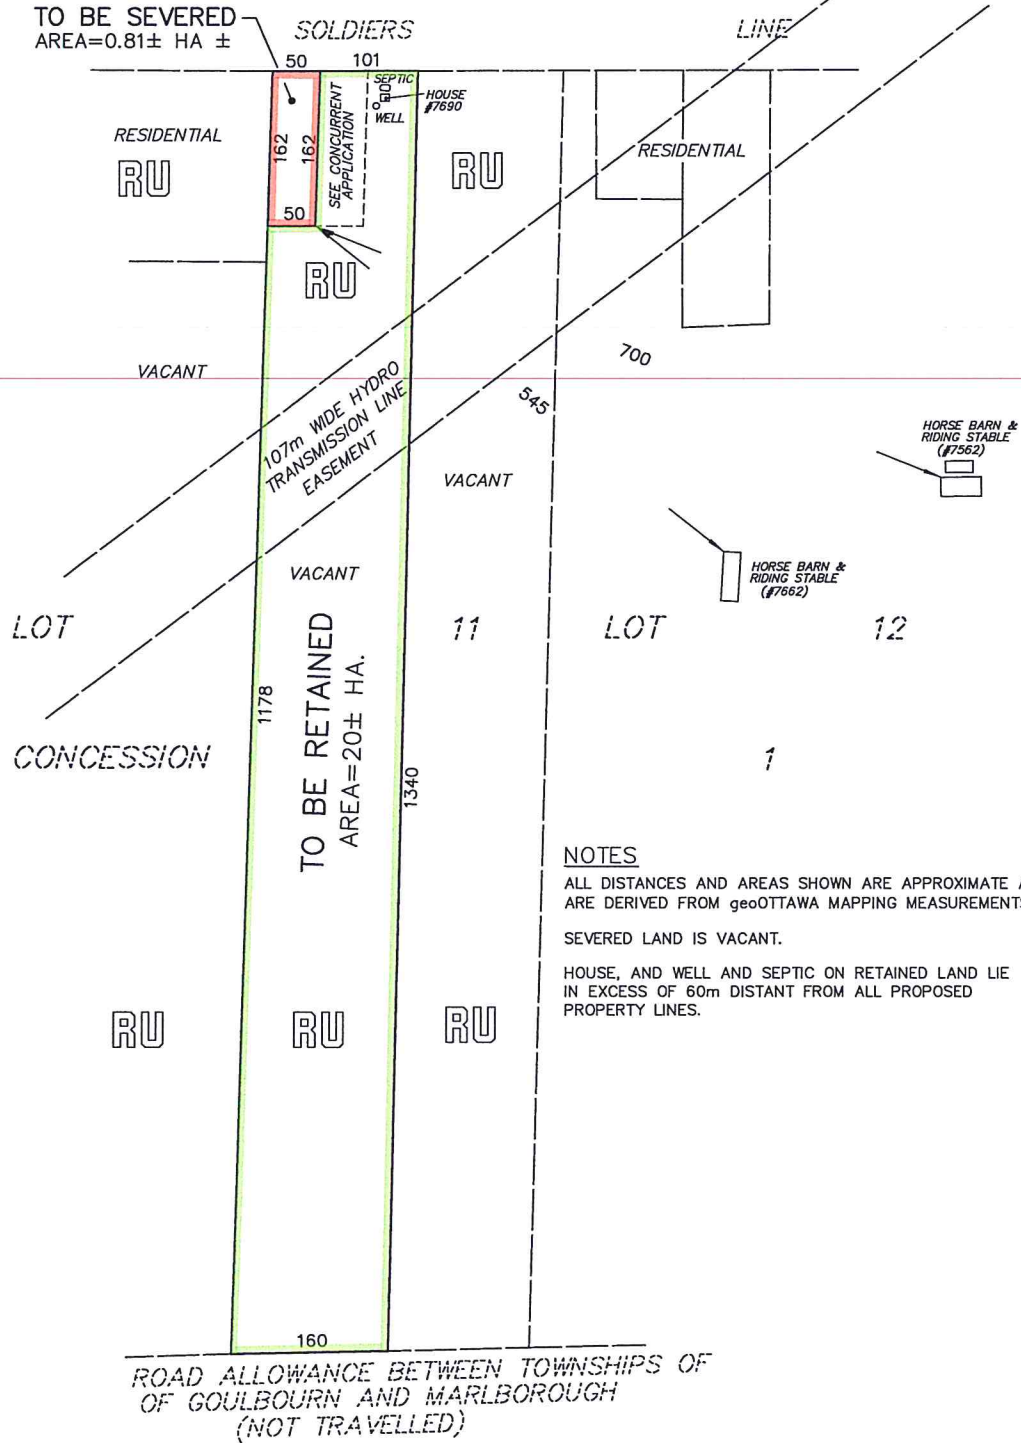 TO BE SEVERED
AREA=0.81± HA ±
SOLDIERS LINE
50
101
SEPTIC
HOUSE
#7690
WELL
RESIDENTIAL
RU
162
162
SEE CONCURRENT
APPLICATION
50
RU
RESIDENTIAL
RU
VACANT
700
545
107m WIDE HYDRO
TRANSMISSION LINE
EASEMENT
VACANT
HORSE BARN &
RIDING STABLE
(#7562)
VACANT
HORSE BARN &
RIDING STABLE
(#7662)
LOT 11 LOT 12
TO BE RETAINED
AREA=20± HA.
1178
1340
CONCESSION 1
NOTES
ALL DISTANCES AND AREAS SHOWN ARE APPROXIMATE
ARE DERIVED FROM geoOTTAWA MAPPING MEASUREMENTS
SEVERED LAND IS VACANT.
HOUSE, AND WELL AND SEPTIC ON RETAINED LAND LIE
IN EXCESS OF 60m DISTANT FROM ALL PROPOSED
PROPERTY LINES.
RU
RU
RU
160
ROAD ALLOWANCE BETWEEN TOWNSHIPS OF
OF GOULBOURN AND MARLBOROUGH
(NOT TRAVELLED)